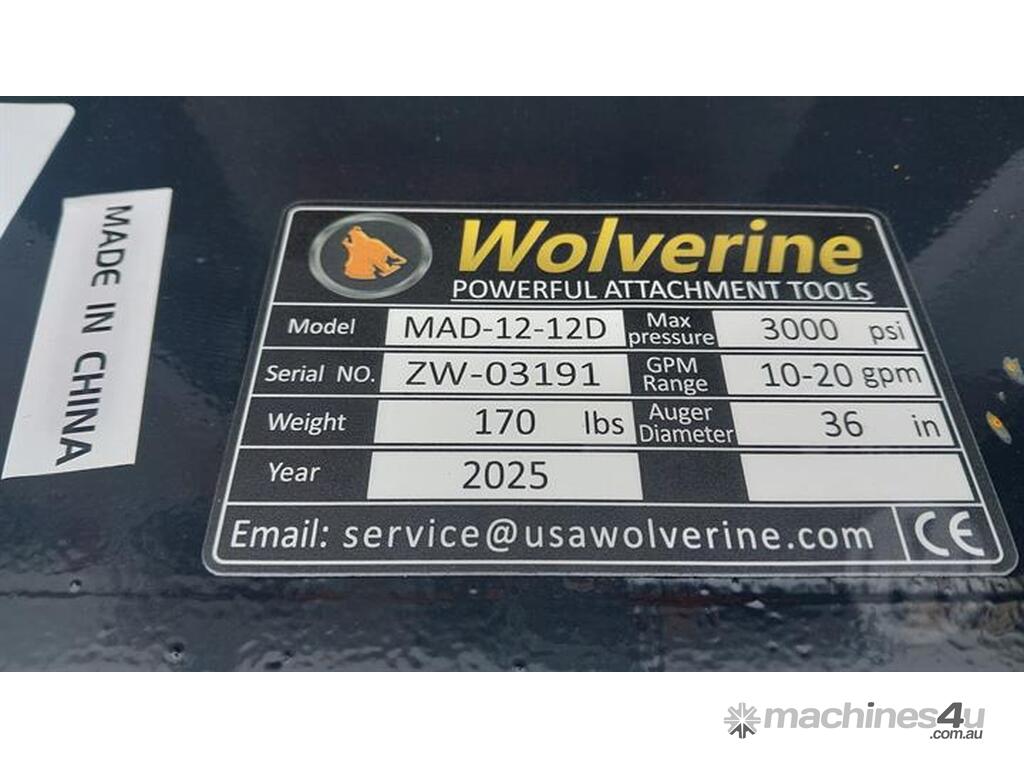 MADE IN CHINA
Wolverine
POWERFUL ATTACHMENT TOOLS
Model MAD-12-12D Max pressure 3000 psi
Serial NO. ZW-03191 GPM Range 10-20 gpm
Weight 170 lbs Auger Diameter 36 in
Year 2025
Email: service@usawolverine.com CE
machines4u
.com.au